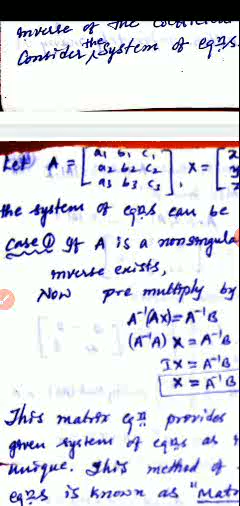 inverse of the coefficient
Consider the system of eqns.
Let A = [a1 b1 c1
a2 b2 c2
a3 b3 c3], X = [x
y
z
the system of eqns can be
case ① If A is a nonsingula
inverse exists,
Now pre multiply by
A⁻¹(AX) = A⁻¹B
(A⁻¹A) X = A⁻¹B
IX = A⁻¹B
X = A⁻¹B
This matrix eqn provides
given system of eqns as
unique. This method of
eqns is known as "Matr